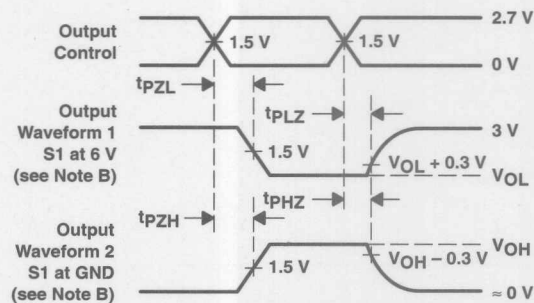 Output
Control
1.5 V
1.5 V
2.7 V
0 V
tPZL
tPLZ
Output
Waveform 1
S1 at 6 V
(see Note B)
1.5 V
VOL + 0.3 V
3 V
VOL
tPZH
tPHZ
Output
Waveform 2
S1 at GND
(see Note B)
1.5 V
VOH − 0.3 V
VOH
≈ 0 V